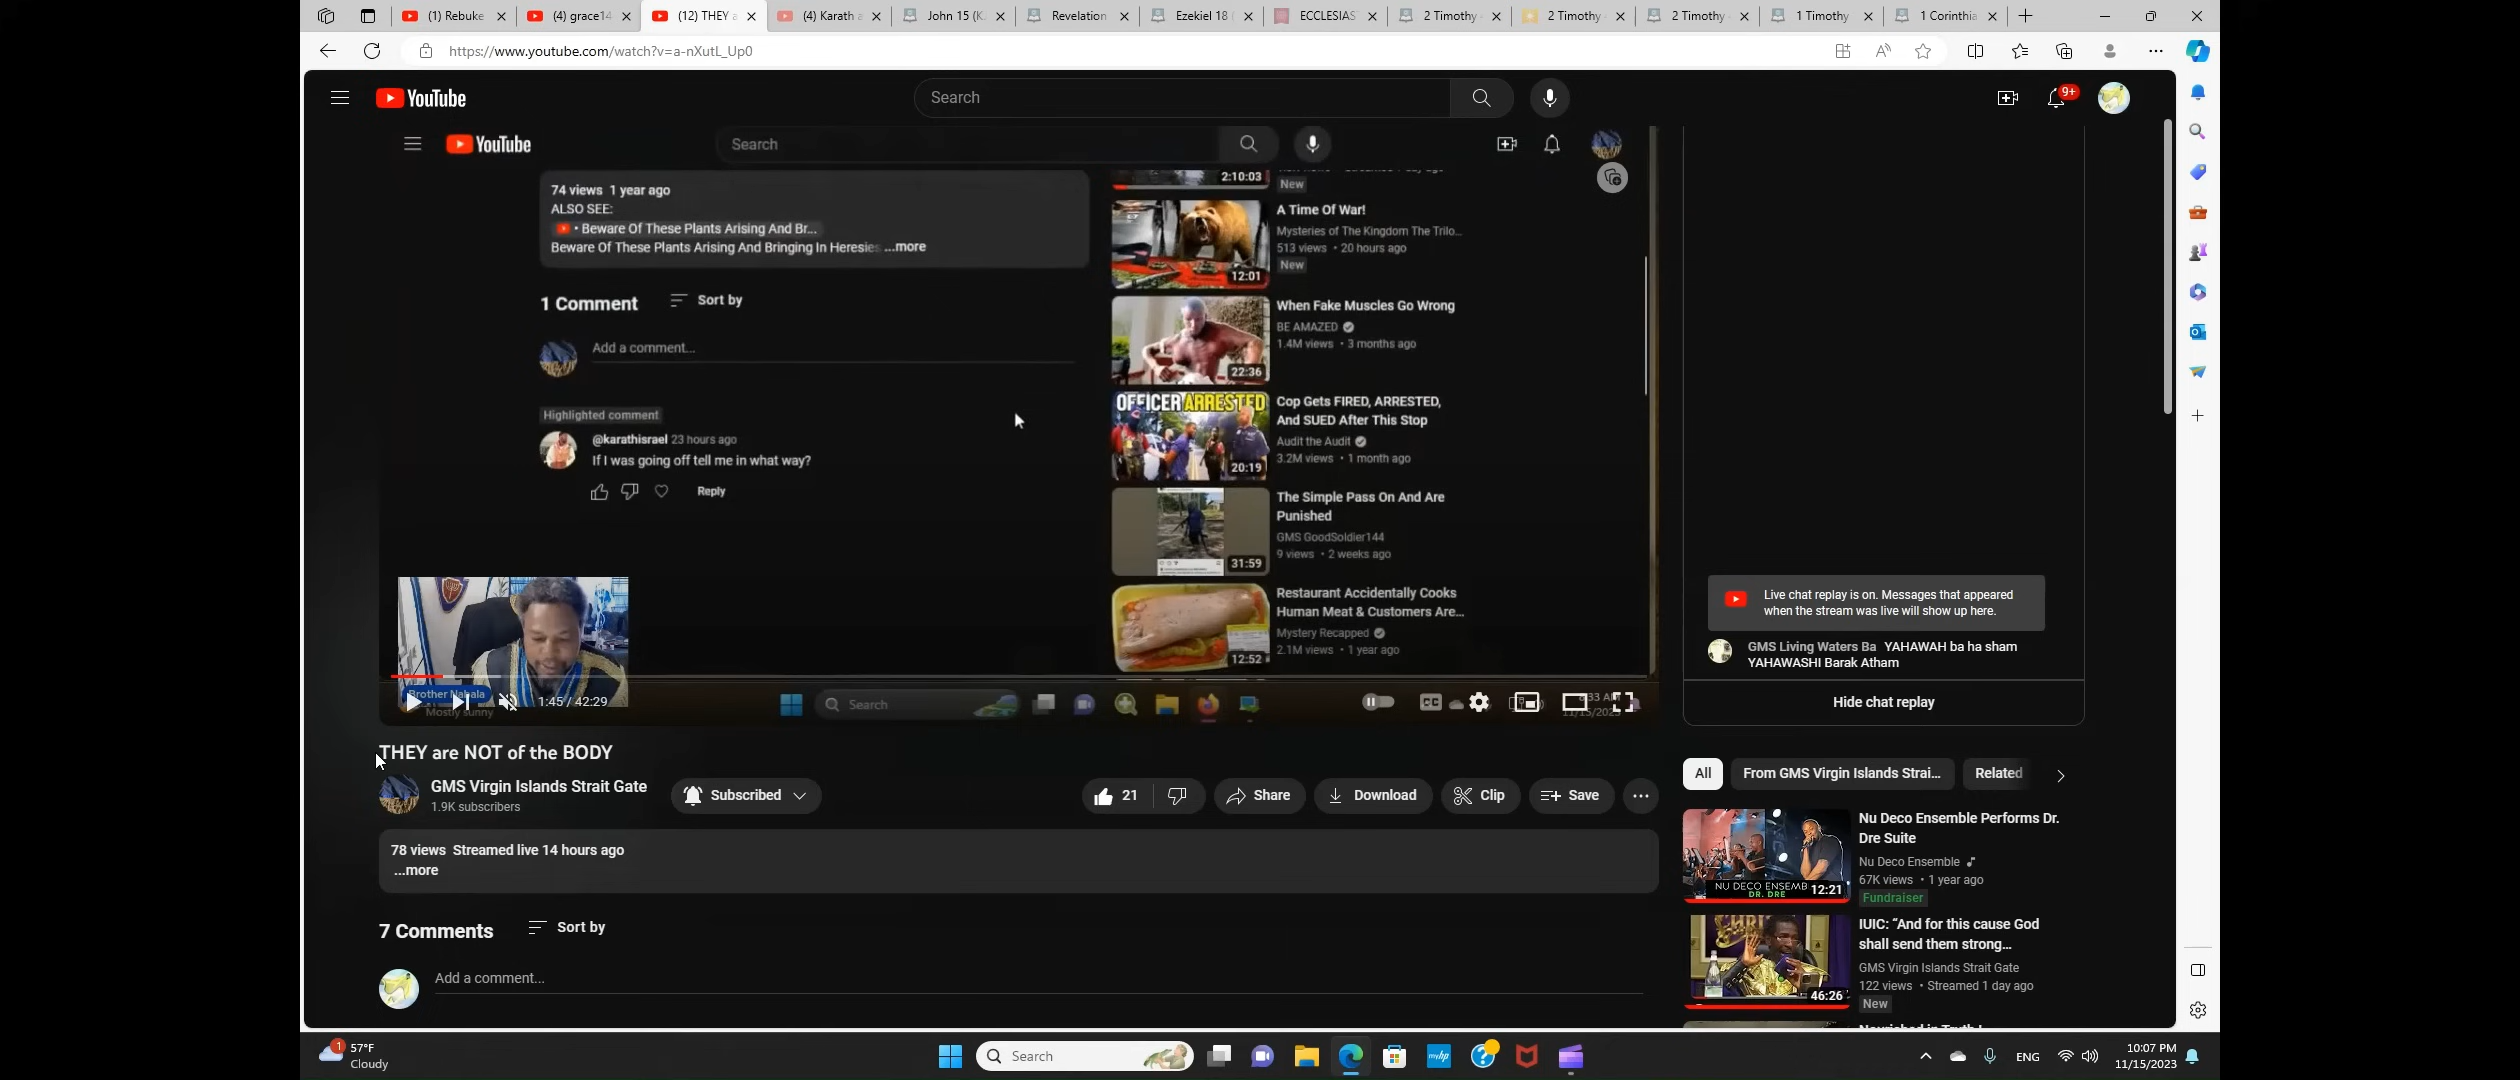 (1) Rebuke
(4) grace14
(12) THEY a
(4) Karath a
John 15 (K
Revelation
Ezekiel 18 (
ECCLESIAS
2 Timothy
2 Timothy
2 Timothy
1 Timothy
1 Corinthia
https://www.youtube.com/watch?v=a-nXutL_Up0
YouTube
Search
9+
YouTube
Search
74 views 1 year ago
ALSO SEE:
• Beware Of These Plants Arising And Br...
Beware Of These Plants Arising And Bringing In Heresies ...more
1 Comment
Sort by
Add a comment...
Highlighted comment
@karathisrael 23 hours ago
If I was going off tell me in what way?
Reply
2:10:03
New
A Time Of War!
Mysteries of The Kingdom The Trilo...
513 views • 20 hours ago
New
12:01
When Fake Muscles Go Wrong
BE AMAZED
1.4M views • 3 months ago
22:36
OFFICER ARRESTED
Cop Gets FIRED, ARRESTED,
And SUED After This Stop
Audit the Audit
3.2M views • 1 month ago
20:19
The Simple Pass On And Are
Punished
GMS GoodSoldier144
9 views • 2 weeks ago
31:59
Restaurant Accidentally Cooks
Human Meat & Customers Are...
Mystery Recapped
2.1M views • 1 year ago
12:52
Brother Nahala
Mostly sunny
1:45 / 42:29
Search
CC
11/15/2023
Live chat replay is on. Messages that appeared
when the stream was live will show up here.
GMS Living Waters Ba YAHAWAH ba ha sham
YAHAWASHI Barak Atham
Hide chat replay
THEY are NOT of the BODY
GMS Virgin Islands Strait Gate
1.9K subscribers
Subscribed
21
Share
Download
Clip
Save
78 views Streamed live 14 hours ago
...more
7 Comments
Sort by
Add a comment...
All
From GMS Virgin Islands Strai...
Related
Nu Deco Ensemble Performs Dr.
Dre Suite
Nu Deco Ensemble
67K views • 1 year ago
Fundraiser
NU DECO ENSEMB
DR. DRE
12:21
IUIC: “And for this cause God
shall send them strong...
GMS Virgin Islands Strait Gate
122 views • Streamed 1 day ago
New
46:26
1
57°F
Cloudy
Search
myhp
ENG
10:07 PM
11/15/2023